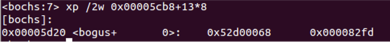 <bochs:7> xp /2w 0x00005cb8+13*8
[bochs]:
0x00005d20 <bogus+       0>:    0x52d00068      0x000082fd